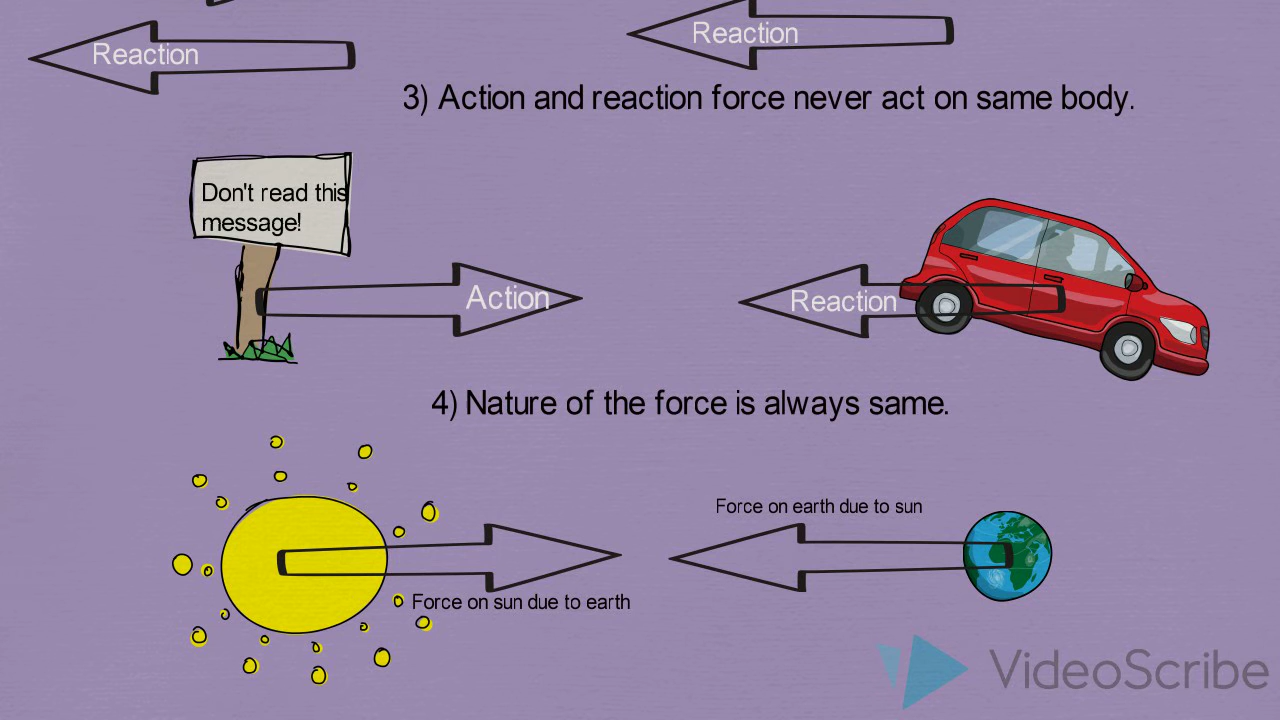 Reaction
Reaction
3) Action and reaction force never act on same body.
Don't read this
message!
Action
Reaction
4) Nature of the force is always same.
Force on earth due to sun
Force on sun due to earth
VideoScribe